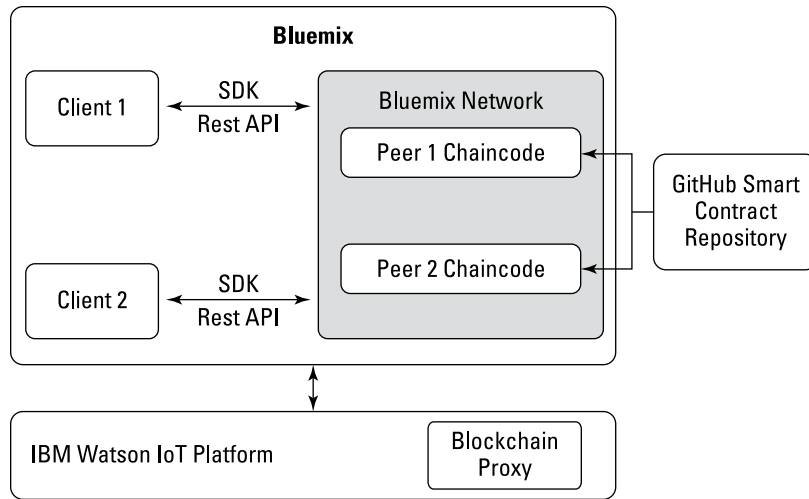 Bluemix
Client 1
SDK
Rest API
Bluemix Network
Peer 1 Chaincode
GitHub Smart
Contract
Repository
Peer 2 Chaincode
Client 2
SDK
Rest API
IBM Watson IoT Platform
Blockchain
Proxy